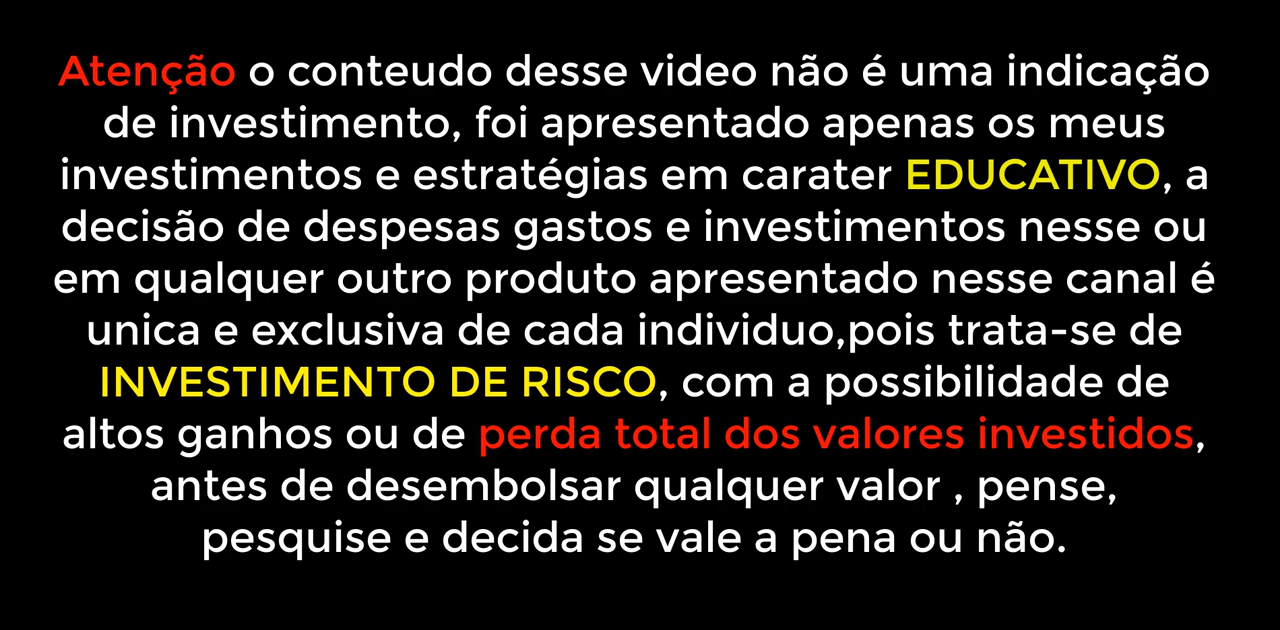 Atenção o conteudo desse video não é uma indicação
de investimento, foi apresentado apenas os meus
investimentos e estratégias em carater EDUCATIVO, a
decisão de despesas gastos e investimentos nesse ou
em qualquer outro produto apresentado nesse canal é
unica e exclusiva de cada individuo,pois trata-se de
INVESTIMENTO DE RISCO, com a possibilidade de
altos ganhos ou de perda total dos valores investidos,
antes de desembolsar qualquer valor , pense,
pesquise e decida se vale a pena ou não.